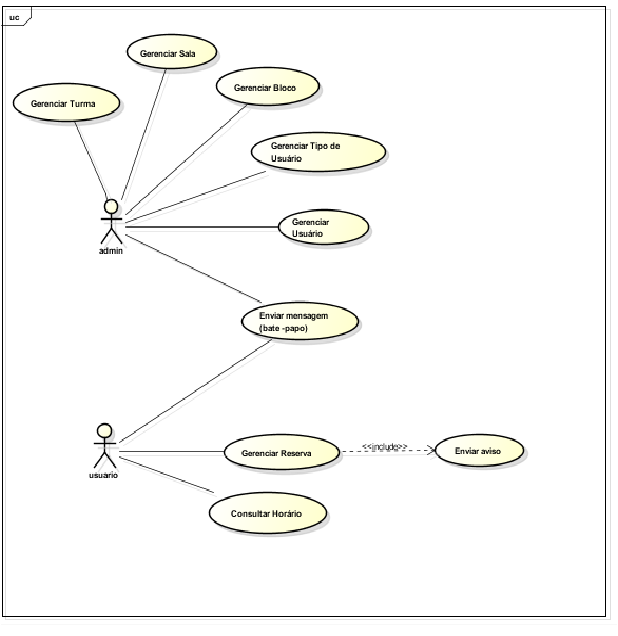 uc
Gerenciar Sala
Gerenciar Bloco
Gerenciar Turma
Gerenciar Tipo de
Usuário
Gerenciar
Usuário
admin
Enviar mensagem
(bate -papo)
usuario
Gerenciar Reserva
<<include>>
Enviar aviso
Consultar Horário